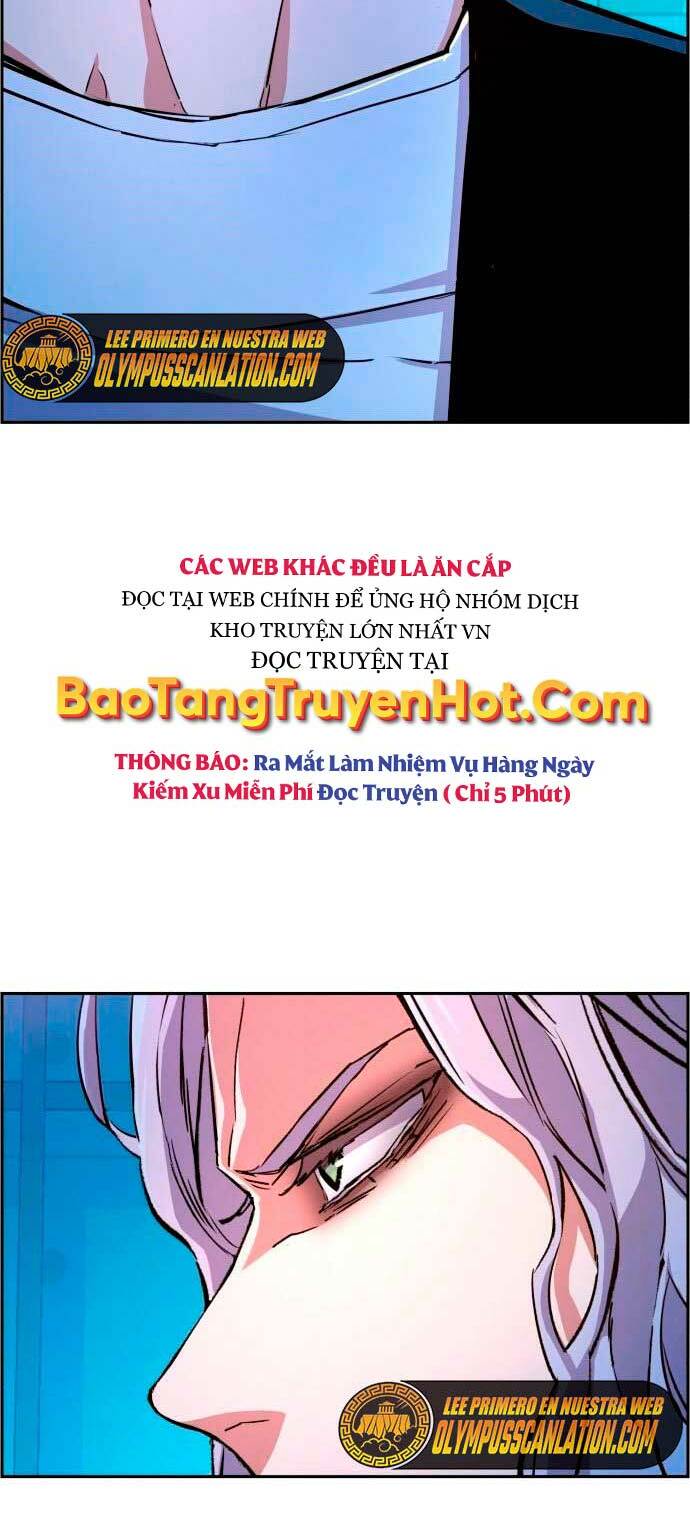 LEE PRIMERO EN NUESTRA WEB
OLYMPUSSCANLATION.COM
CÁC WEB KHÁC ĐỀU LÀ ĂN CẮP
ĐỌC TẠI WEB CHÍNH ĐỂ ỦNG HỘ NHÓM DỊCH
KHO TRUYỆN LỚN NHẤT VN
ĐỌC TRUYỆN TẠI
BaoTangTruyenHot.Com
THÔNG BÁO: Ra Mắt Làm Nhiệm Vụ Hàng Ngày
Kiếm Xu Miễn Phí Đọc Truyện ( Chỉ 5 Phút)
LEE PRIMERO EN NUESTRA WEB
OLYMPUSSCANLATION.COM